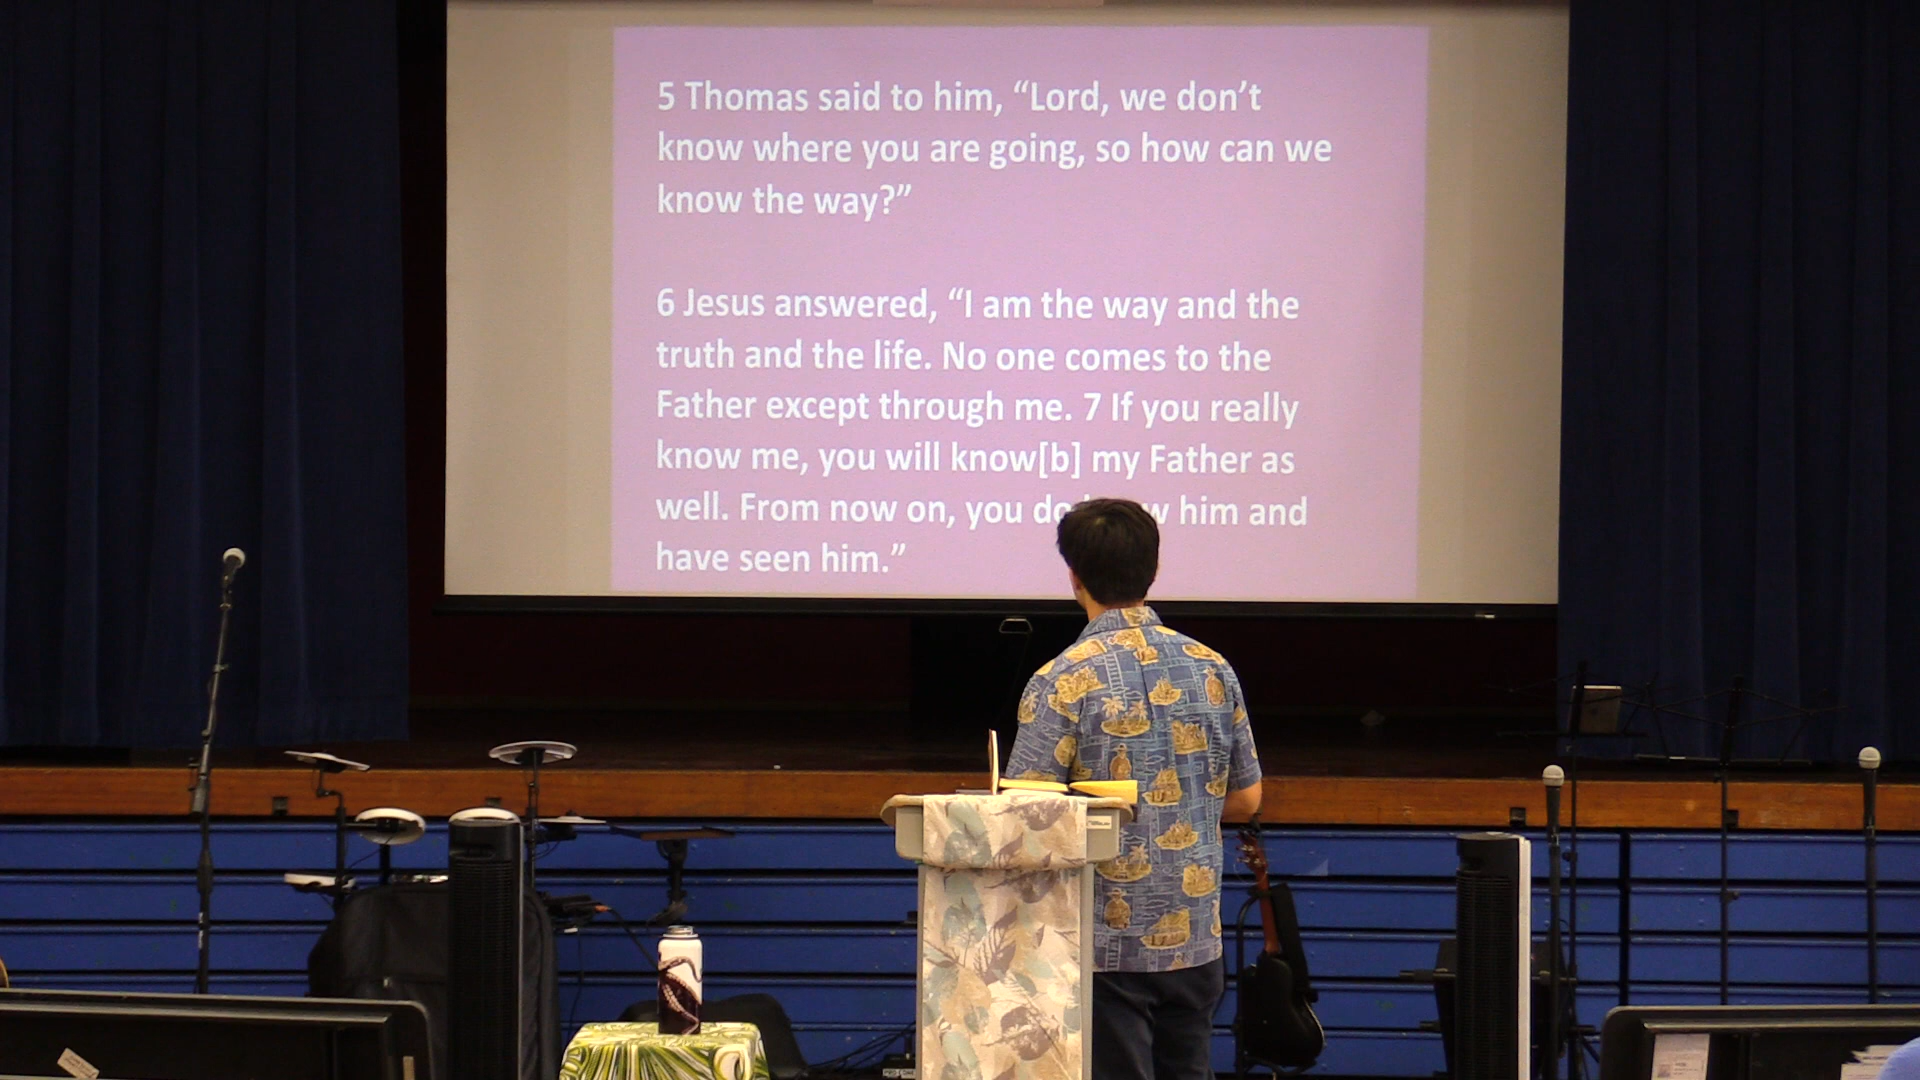 5 Thomas said to him, “Lord, we don’t
know where you are going, so how can we
know the way?”
6 Jesus answered, “I am the way and the
truth and the life. No one comes to the
Father except through me. 7 If you really
know me, you will know[b] my Father as
well. From now on, you do him and
have seen him.”